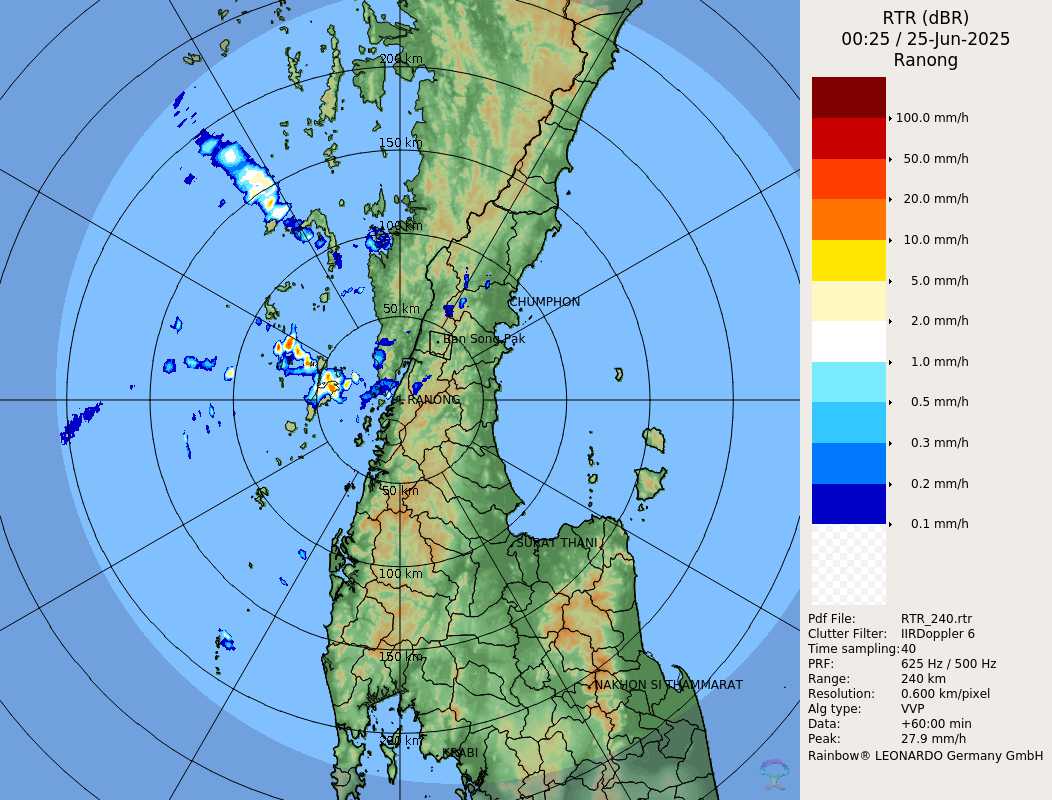 RTR (dBR)
00:25 / 25-Jun-2025
Ranong
100.0 mm/h
50.0 mm/h
20.0 mm/h
10.0 mm/h
5.0 mm/h
2.0 mm/h
1.0 mm/h
0.5 mm/h
0.3 mm/h
0.2 mm/h
0.1 mm/h
Pdf File: RTR_240.rtr
Clutter Filter: IIRDoppler 6
Time sampling:40
PRF: 625 Hz / 500 Hz
Range: 240 km
Resolution: 0.600 km/pixel
Alg type: VVP
Data: +60:00 min
Peak: 27.9 mm/h
Rainbow® LEONARDO Germany GmbH
200 km
150 km
100 km
CHUMPHON
50 km
Ban Song Pak
RANONG
50 km
SURAT THANI
100 km
150 km
NAKHON SI THAMMARAT
200 km
KRABI